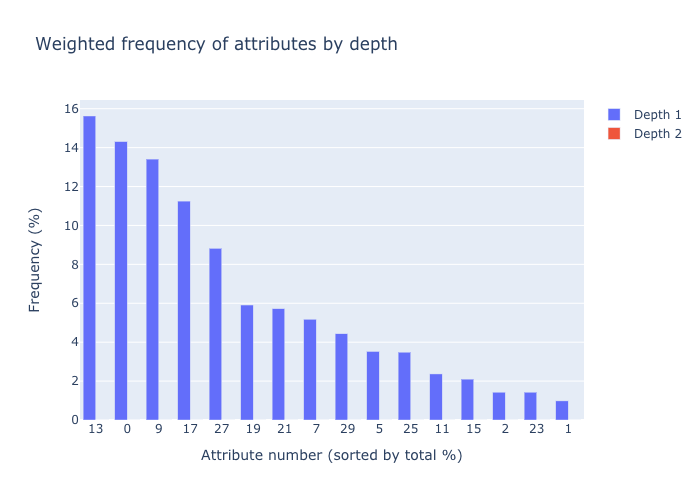 Weighted frequency of attributes by depth
16
14
12
10
8
6
4
2
0
Frequency (%)
13 0 9 17 27 19 21 7 29 5 25 11 15 2 23 1
Attribute number (sorted by total %)
Depth 1
Depth 2